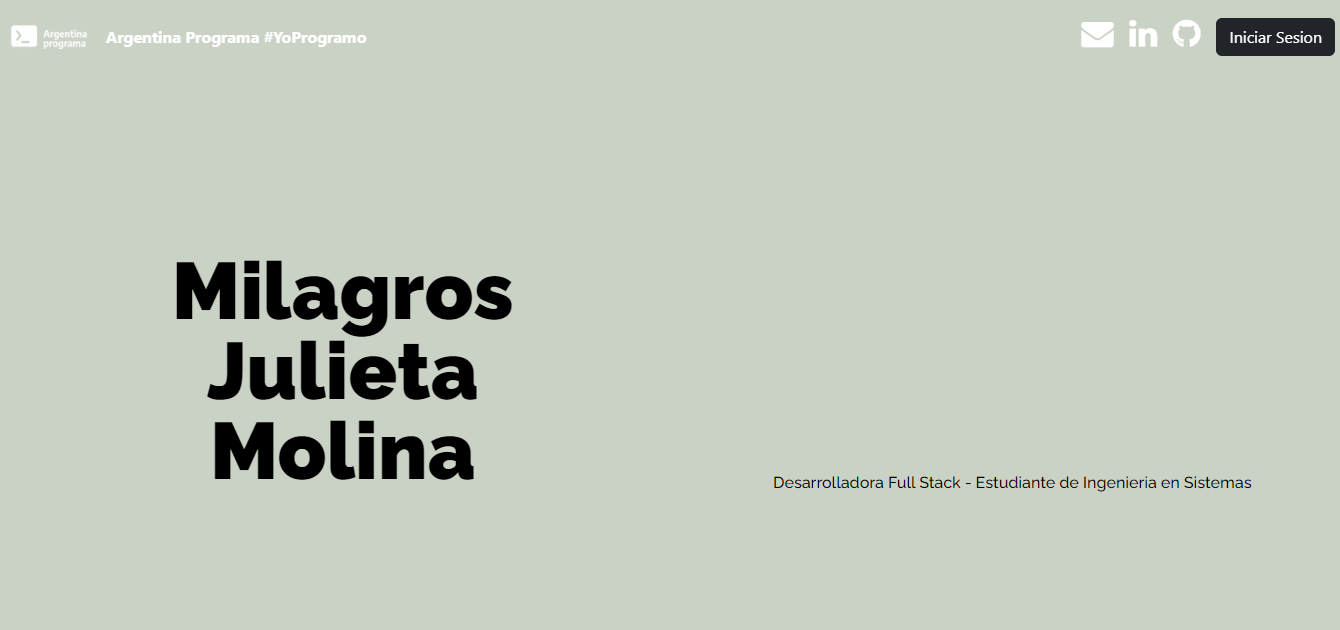 Argentina programa
Argentina Programa #YoProgramo
Iniciar Sesion
Milagros
Julieta
Molina
Desarrolladora Full Stack - Estudiante de Ingenieria en Sistemas